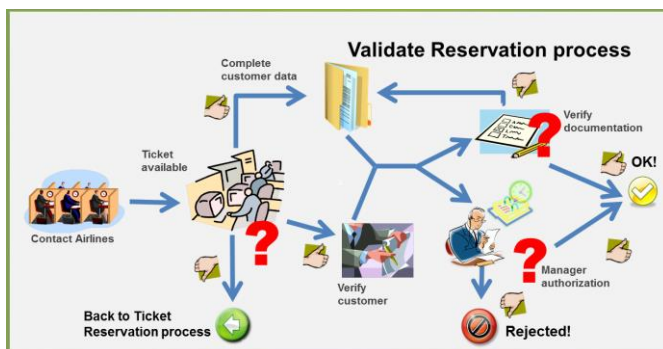 Validate Reservation process
Complete
customer data
Verify
documentation
Ticket
available
OK!
Contact Airlines
Verify
customer
Manager
authorization
Back to Ticket
Reservation process
Rejected!